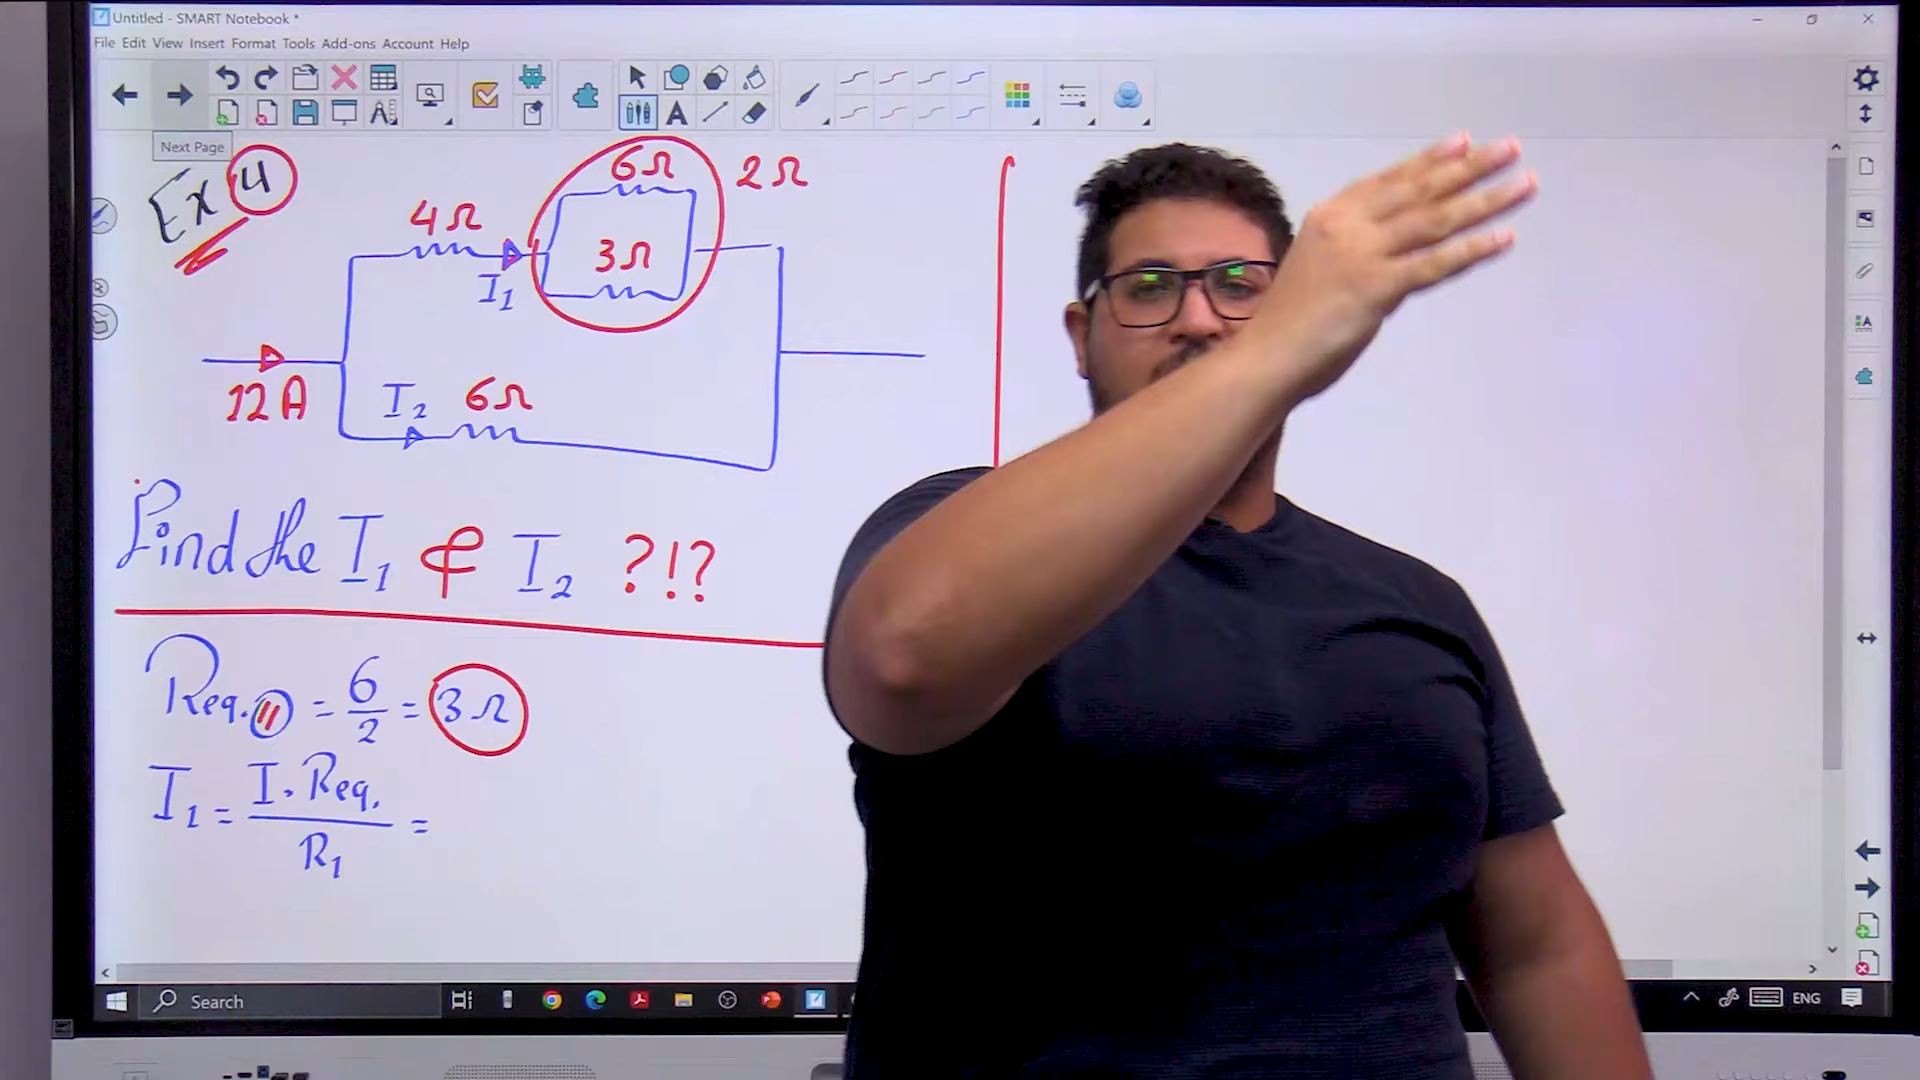 Untitled - SMART Notebook *
File Edit View Insert Format Tools Add-ons Account Help
Next Page
Ex 4
6Ω
2Ω
4Ω
3Ω
I₁
12A
I₂ 6Ω
Find the I₁ & I₂ ?!?
Req.// = 6/2 = 3Ω
I₁ = I. Req. / R₁ =
Search
ENG